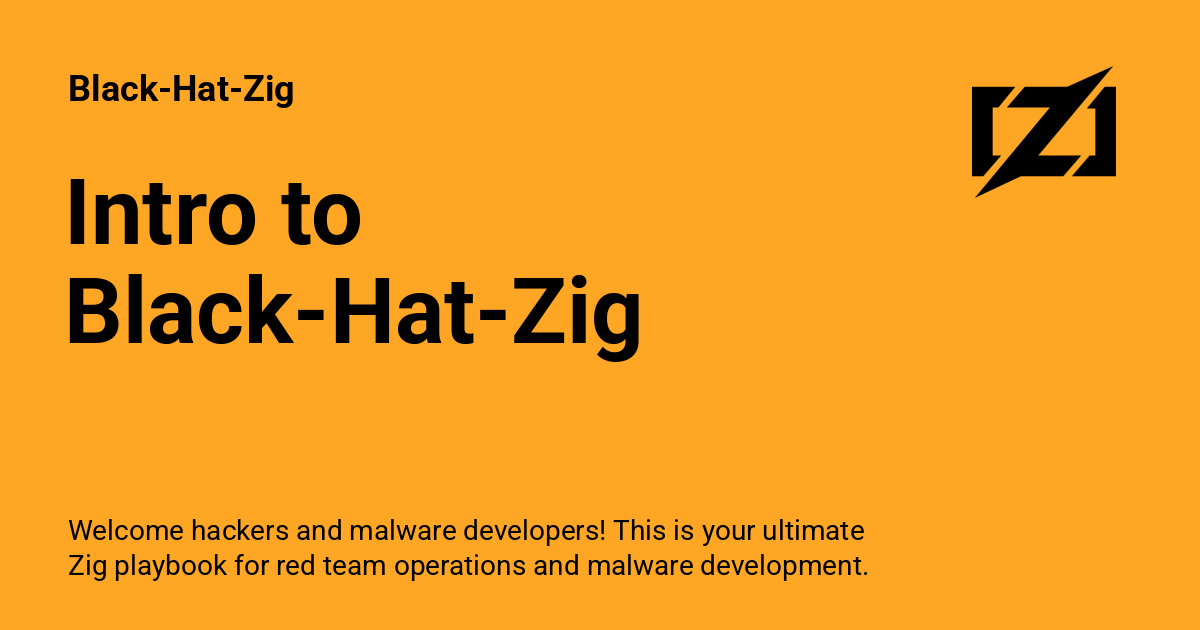 Black-Hat-Zig
Intro to
Black-Hat-Zig
Welcome hackers and malware developers! This is your ultimate
Zig playbook for red team operations and malware development.